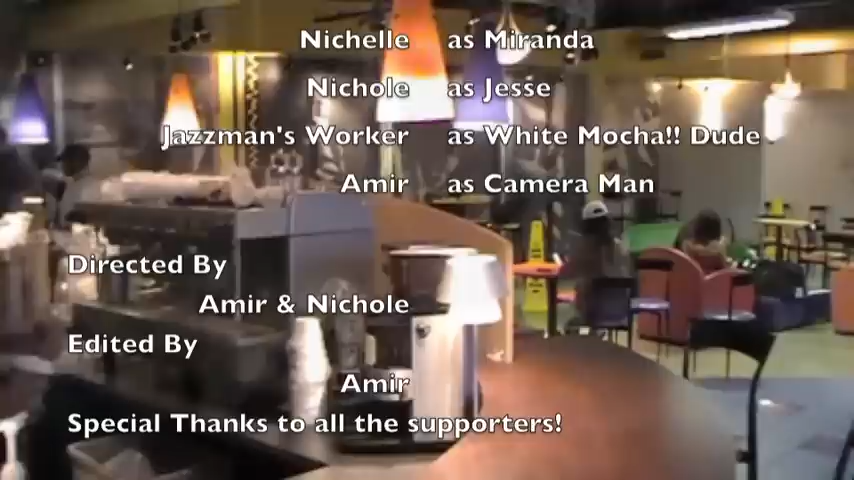 Nichelle as Miranda
Nichole as Jesse
Jazzman's Worker as White Mocha!! Dude
Amir as Camera Man
Directed By
Amir & Nichole
Edited By
Amir
Special Thanks to all the supporters!